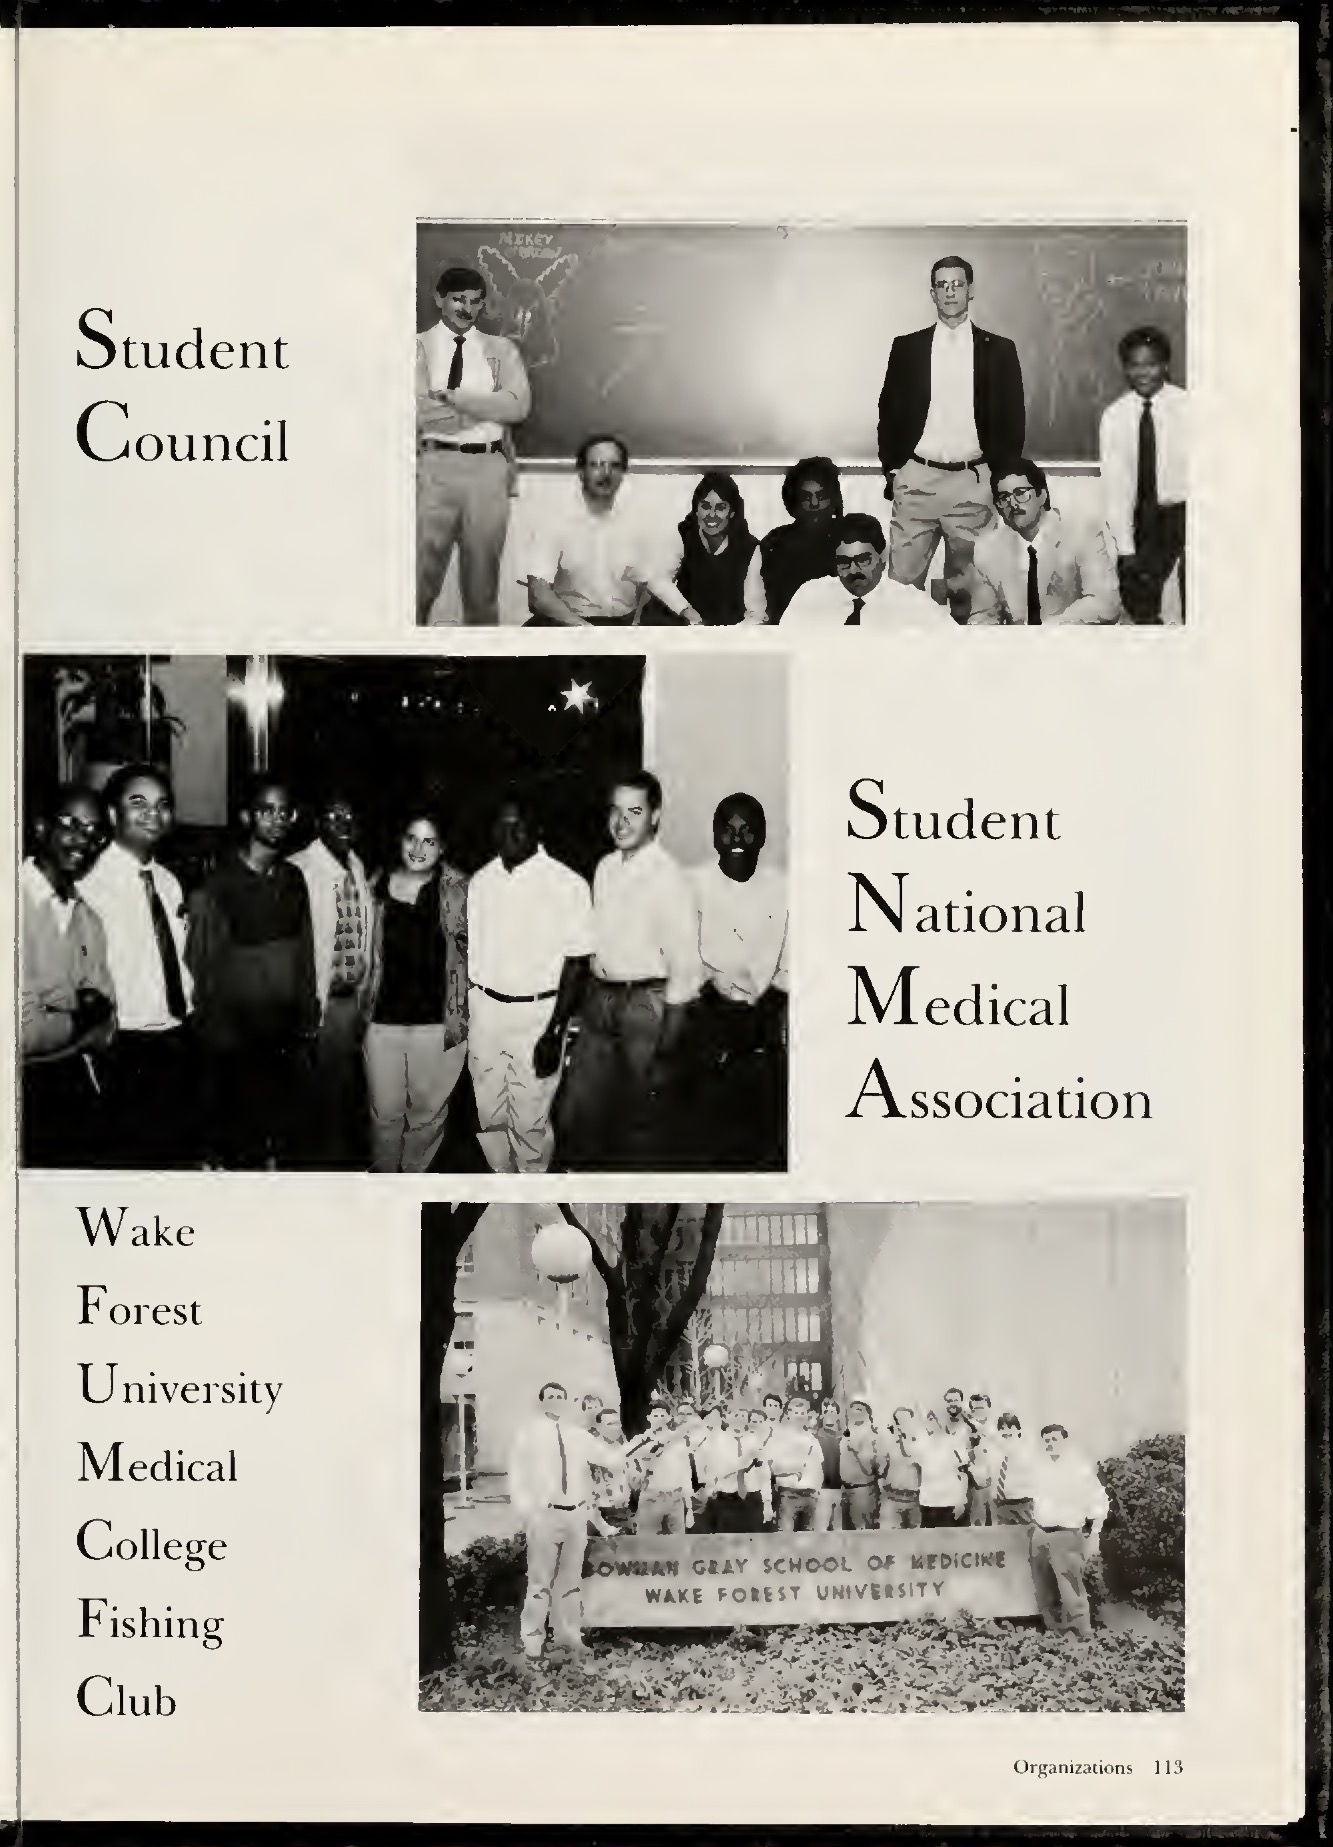 Student
Council
Student
National
Medical
Association
Wake
Forest
University
Medical
College
Fishing
Club
BOWMAN GRAY SCHOOL OF MEDICINE
WAKE FOREST UNIVERSITY
Organizations 113